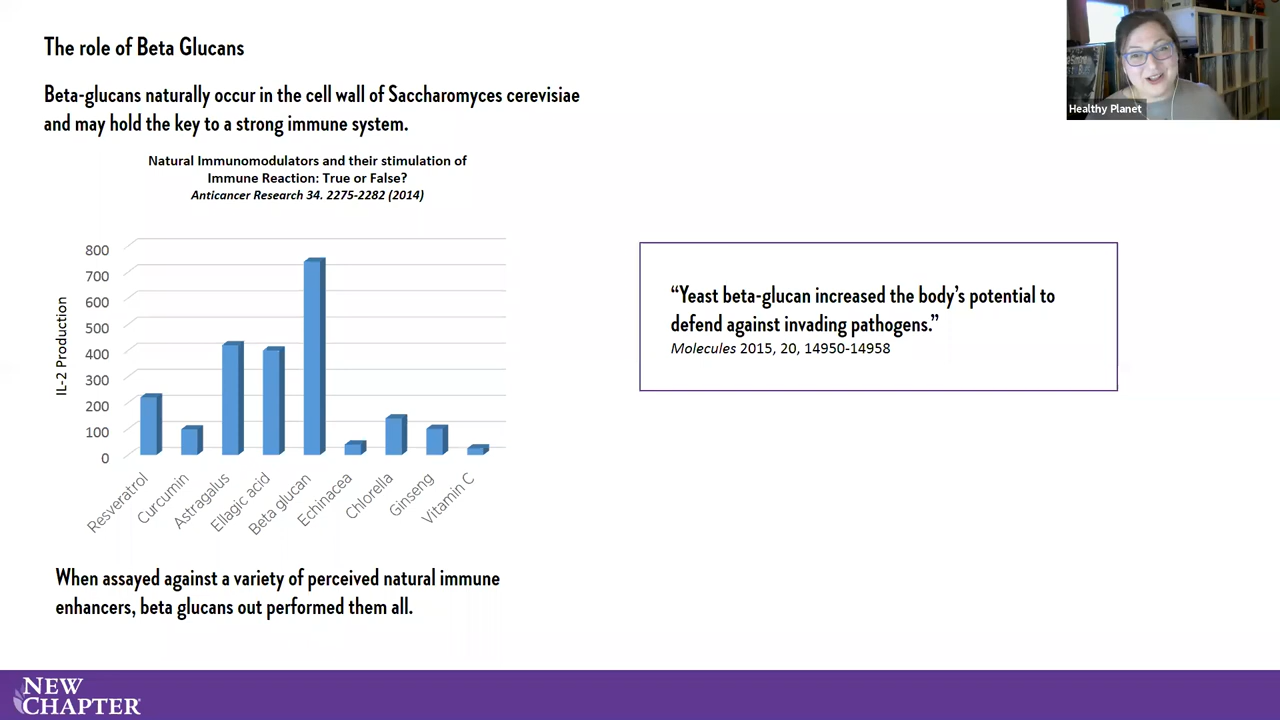 The role of Beta Glucans
Beta-glucans naturally occur in the cell wall of Saccharomyces cerevisiae
and may hold the key to a strong immune system.
Natural Immunomodulators and their stimulation of
Immune Reaction: True or False?
Anticancer Research 34. 2275-2282 (2014)
IL-2 Production
800
700
600
500
400
300
200
100
0
Resveratrol
Curcumin
Astragalus
Ellagic acid
Beta glucan
Echinacea
Chlorella
Ginseng
Vitamin C
When assayed against a variety of perceived natural immune
enhancers, beta glucans out performed them all.
“Yeast beta-glucan increased the body’s potential to
defend against invading pathogens.”
Molecules 2015, 20, 14950-14958
Healthy Planet
NEW
CHAPTER